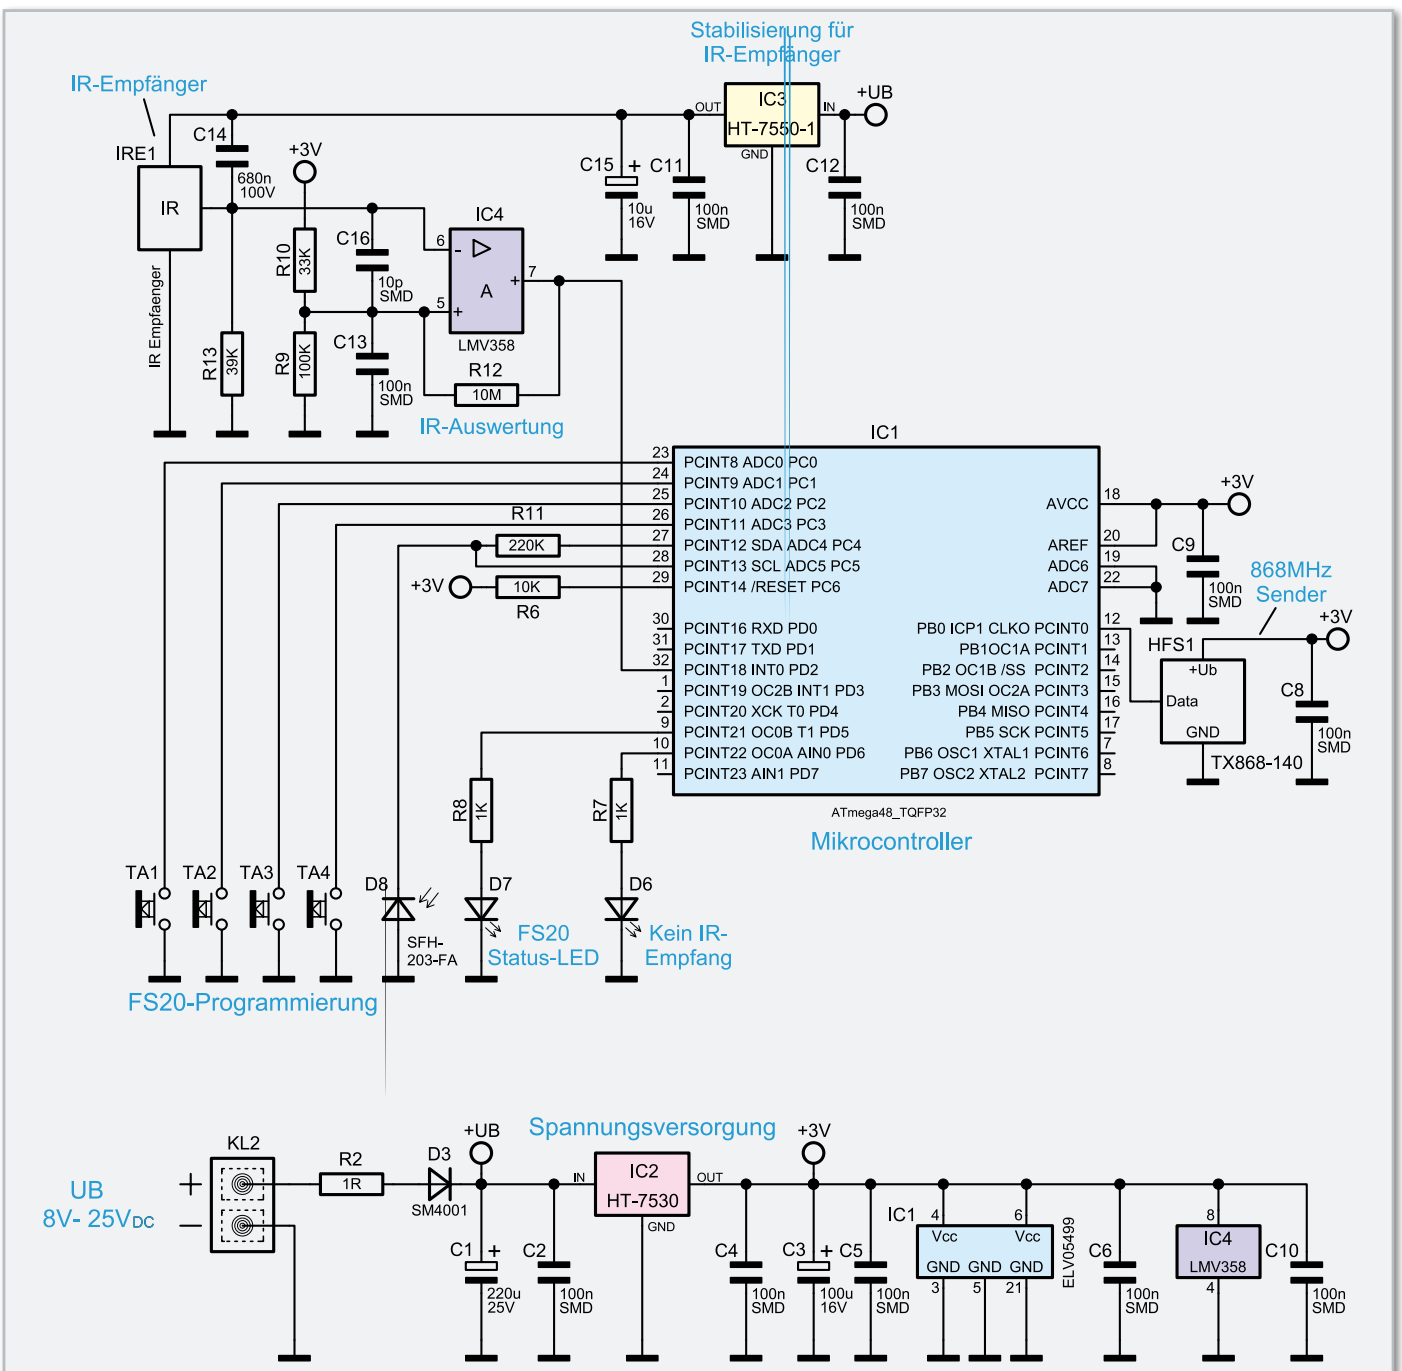 Stabilisierung für
IR-Empfänger
IR-Empfänger
IC3
HT-7550-1
OUT
IN
GND
+UB
IRE1
IR
IR Empfaenger
C14
680n
100V
+3V
C15
+
10u
16V
C11
100n
SMD
C12
100n
SMD
R10
33K
C16
10p
SMD
IC4
6
-
A
5
+
+
7
LMV358
R13
39K
R9
100K
C13
100n
SMD
R12
10M
IR-Auswertung
IC1
23
PCINT8 ADC0 PC0
24
PCINT9 ADC1 PC1
25
PCINT10 ADC2 PC2
26
PCINT11 ADC3 PC3
27
PCINT12 SDA ADC4 PC4
28
PCINT13 SCL ADC5 PC5
29
PCINT14 /RESET PC6
30
PCINT16 RXD PD0
31
PCINT17 TXD PD1
32
PCINT18 INT0 PD2
1
PCINT19 OC2B INT1 PD3
2
PCINT20 XCK T0 PD4
9
PCINT21 OC0B T1 PD5
10
PCINT22 OC0A AIN0 PD6
11
PCINT23 AIN1 PD7
AVCC
18
AREF
20
ADC6
19
ADC7
22
PB0 ICP1 CLKO PCINT0
12
PB1OC1A PCINT1
13
PB2 OC1B /SS PCINT2
14
PB3 MOSI OC2A PCINT3
15
PB4 MISO PCINT4
16
PB5 SCK PCINT5
17
PB6 OSC1 XTAL1 PCINT6
7
PB7 OSC2 XTAL2 PCINT7
8
ATmega48_TQFP32
Mikrocontroller
R11
220K
+3V
10K
R6
+3V
C9
100n
SMD
868MHz
Sender
+3V
HFS1
+Ub
Data
GND
TX868-140
C8
100n
SMD
R8
1K
R7
1K
TA1
TA2
TA3
TA4
D8
SFH-
203-FA
D7
FS20
Status-LED
D6
Kein IR-
Empfang
FS20-Programmierung
Spannungsversorgung
KL2
UB
8V- 25VDC
+
−
R2
1R
D3
SM4001
+UB
IN
IC2
HT-7530
OUT
GND
+3V
C1
+
220u
25V
C2
100n
SMD
C4
100n
SMD
C3
+
100u
16V
C5
100n
SMD
IC1
4
6
Vcc
Vcc
GND
GND
GND
3
5
21
ELV05499
C6
100n
SMD
8
IC4
LMV358
4
C10
100n
SMD